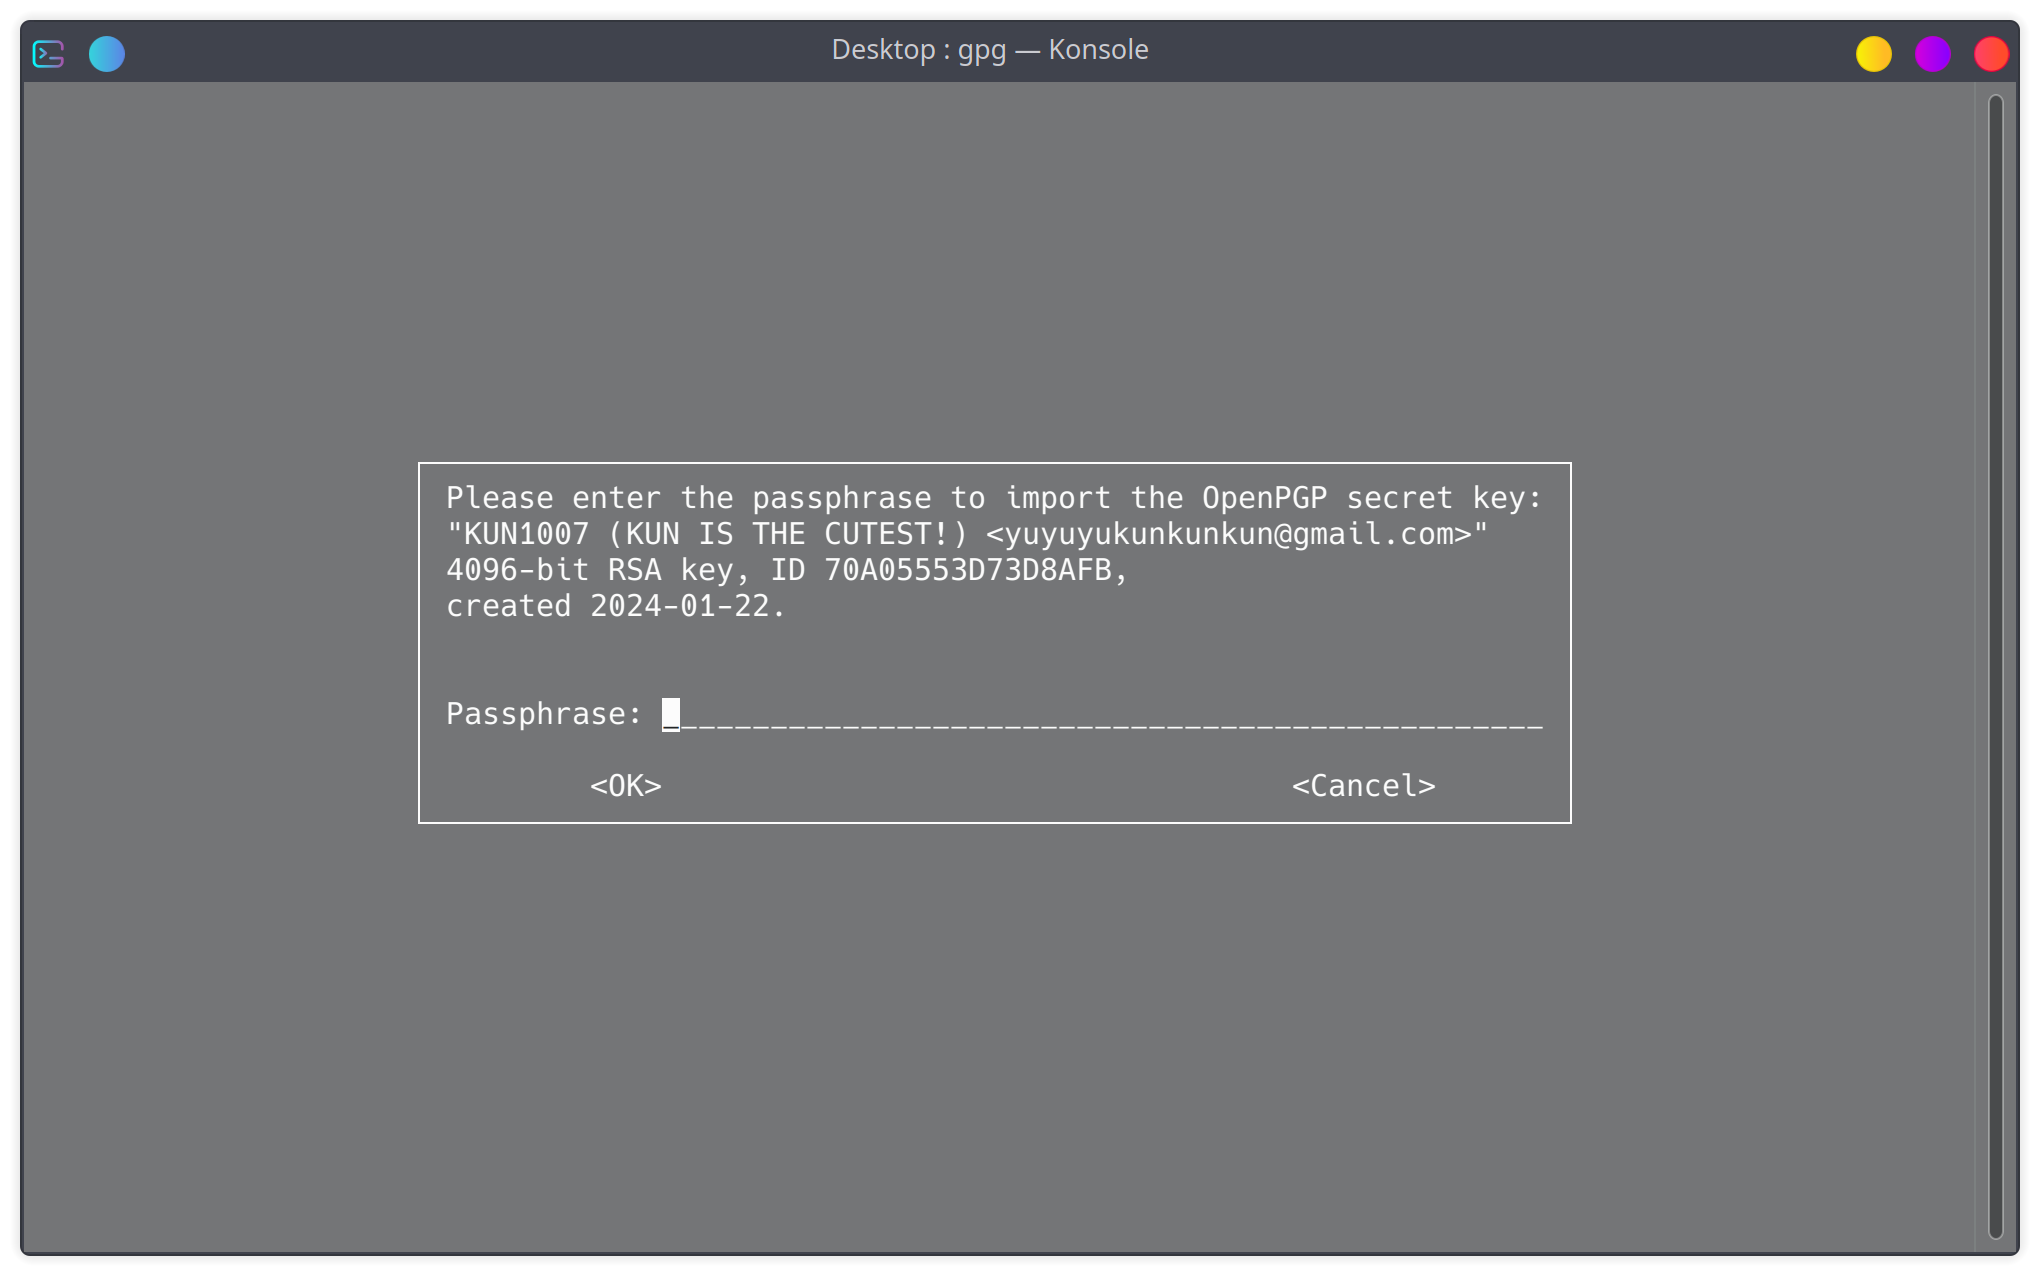 Desktop : gpg — Konsole
Please enter the passphrase to import the OpenPGP secret key:
"KUN1007 (KUN IS THE CUTEST!) <yuyuyukunkunkun@gmail.com>"
4096-bit RSA key, ID 70A05553D73D8AFB,
created 2024-01-22.
Passphrase: ________________________________________________
<OK> <Cancel>